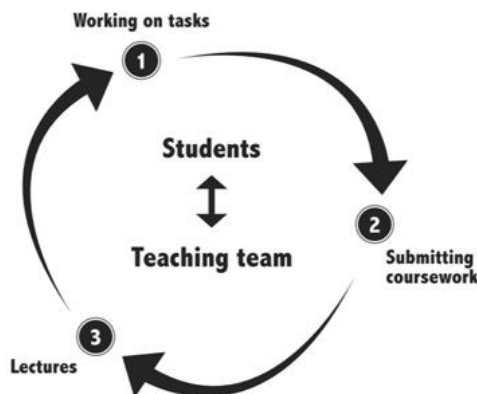 Working on tasks
1
Students
Teaching team
2
Submitting
coursework
3
Lectures